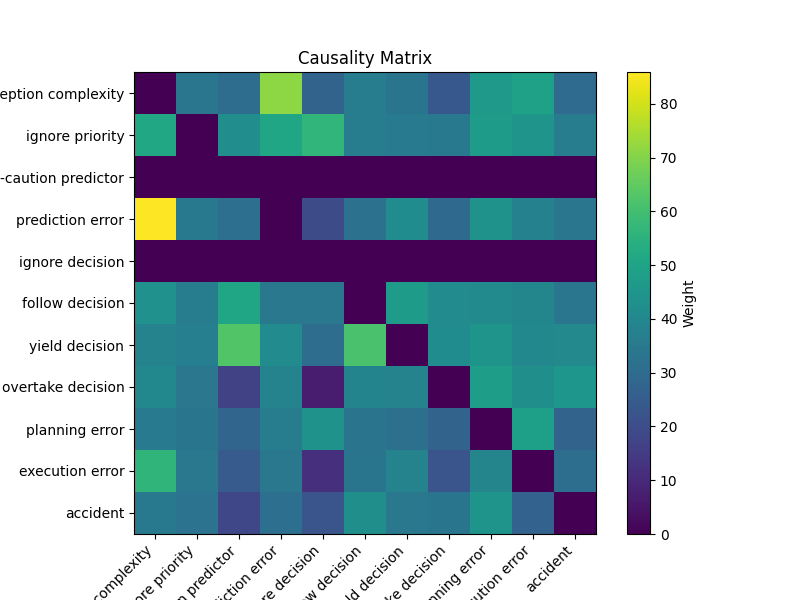 Causality Matrix
eption complexity
ignore priority
-caution predictor
prediction error
ignore decision
follow decision
yield decision
overtake decision
planning error
execution error
accident
complexity
ore priority
n predictor
diction error
re decision
w decision
ld decision
ke decision
nning error
ution error
accident
80
70
60
50
40
30
20
10
0
Weight